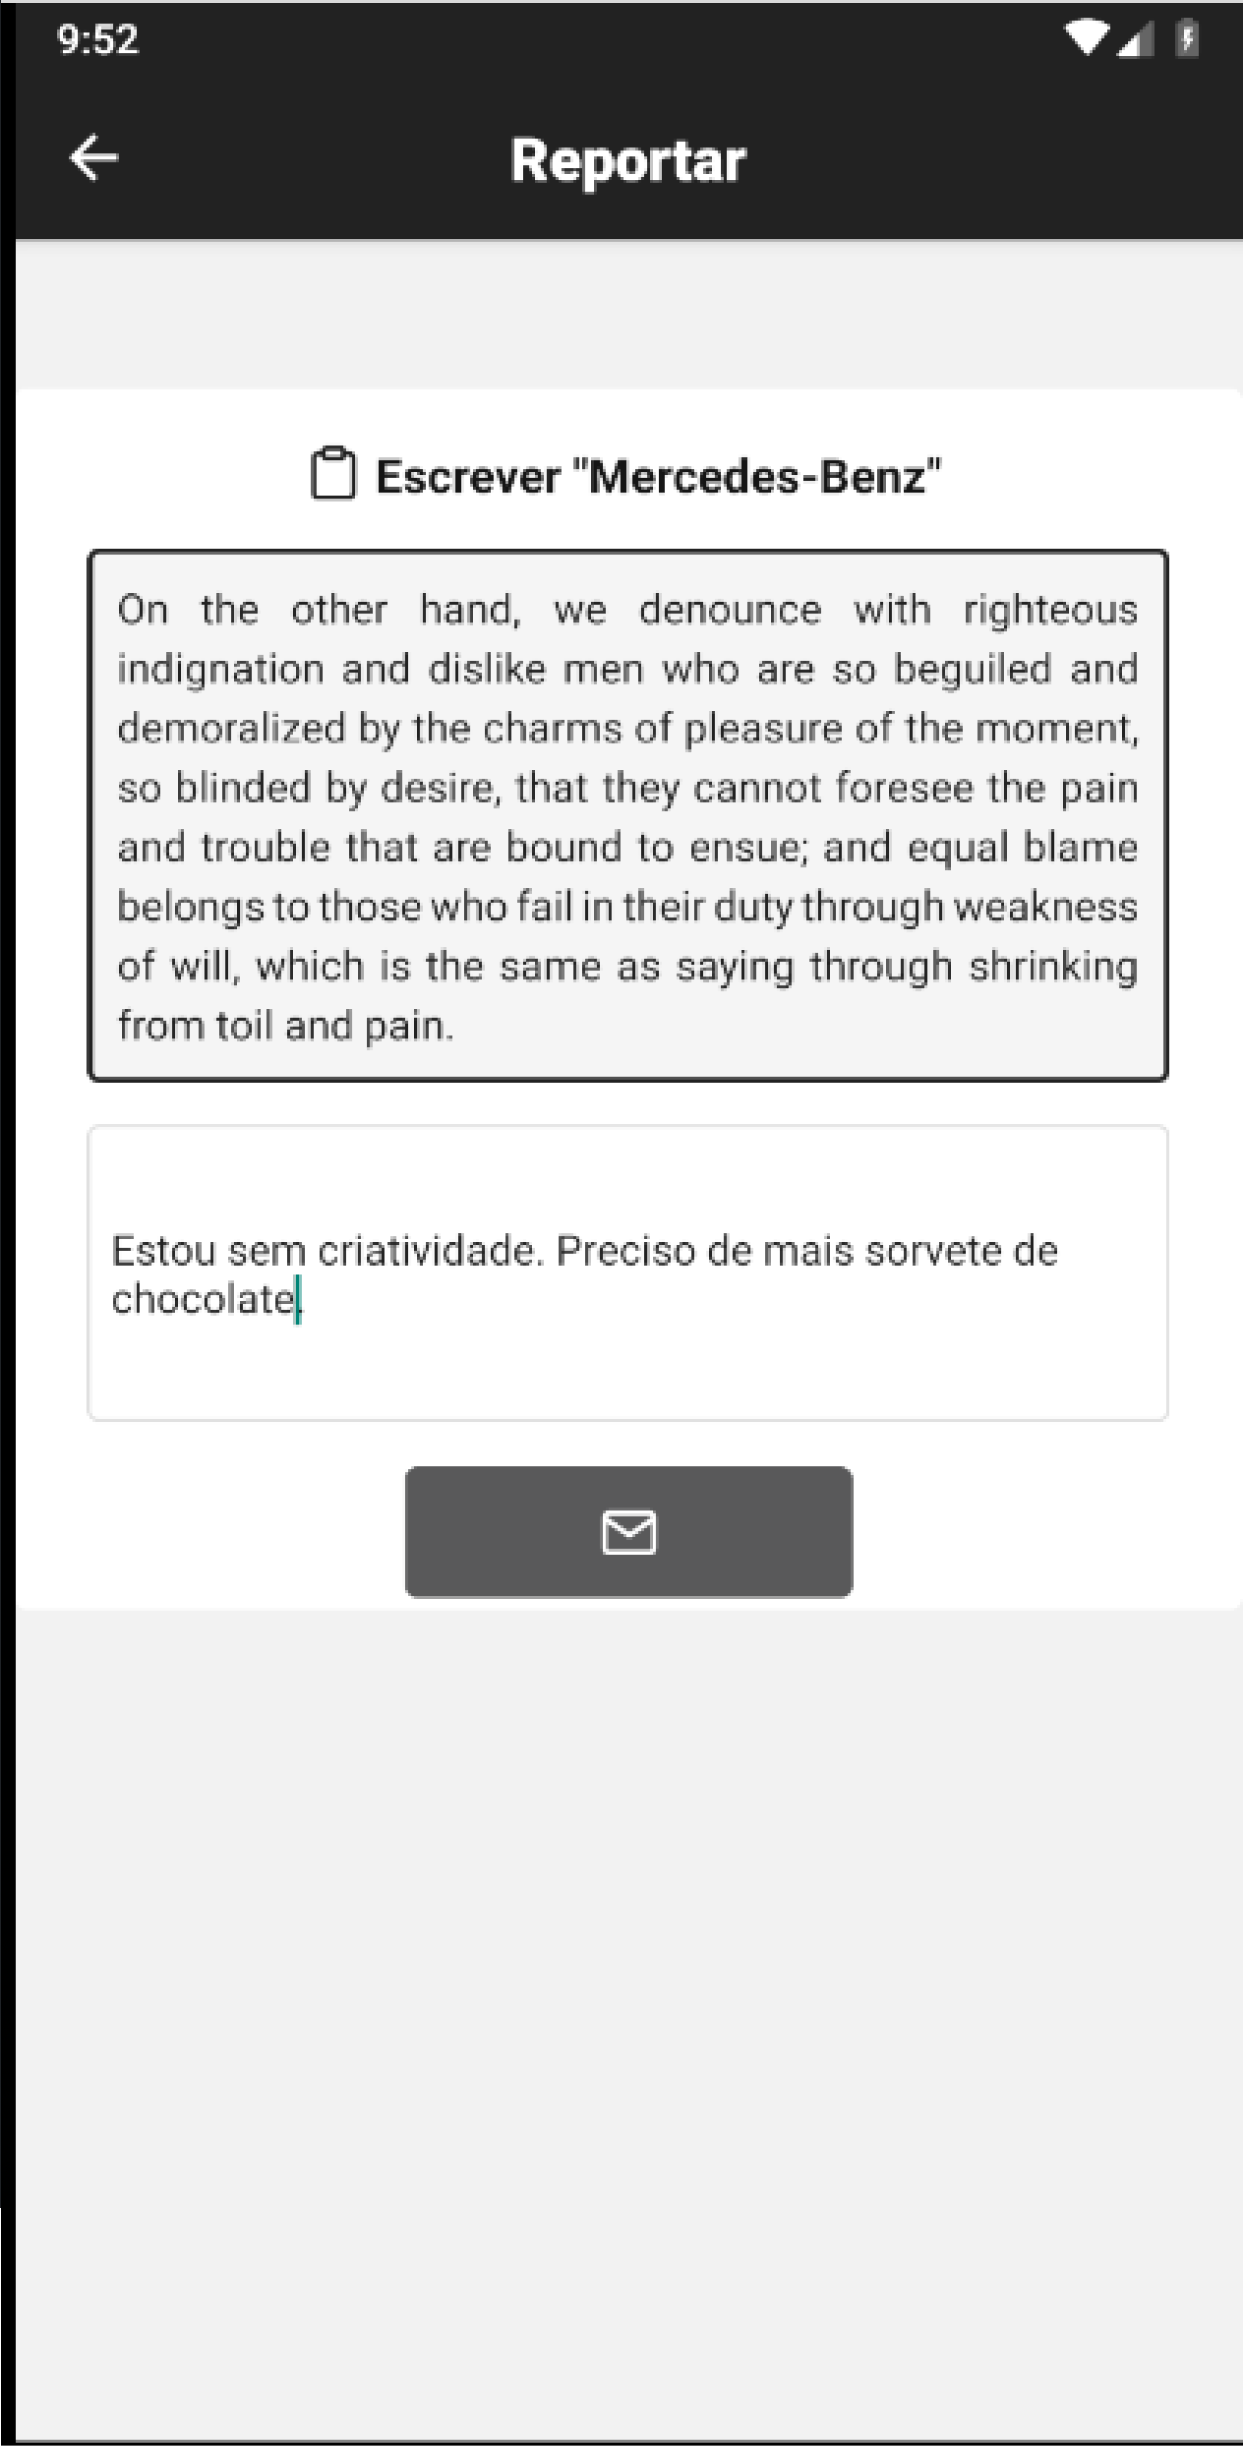 9:52
Reportar
Escrever "Mercedes-Benz"
On the other hand, we denounce with righteous
indignation and dislike men who are so beguiled and
demoralized by the charms of pleasure of the moment,
so blinded by desire, that they cannot foresee the pain
and trouble that are bound to ensue; and equal blame
belongs to those who fail in their duty through weakness
of will, which is the same as saying through shrinking
from toil and pain.
Estou sem criatividade. Preciso de mais sorvete de
chocolate.